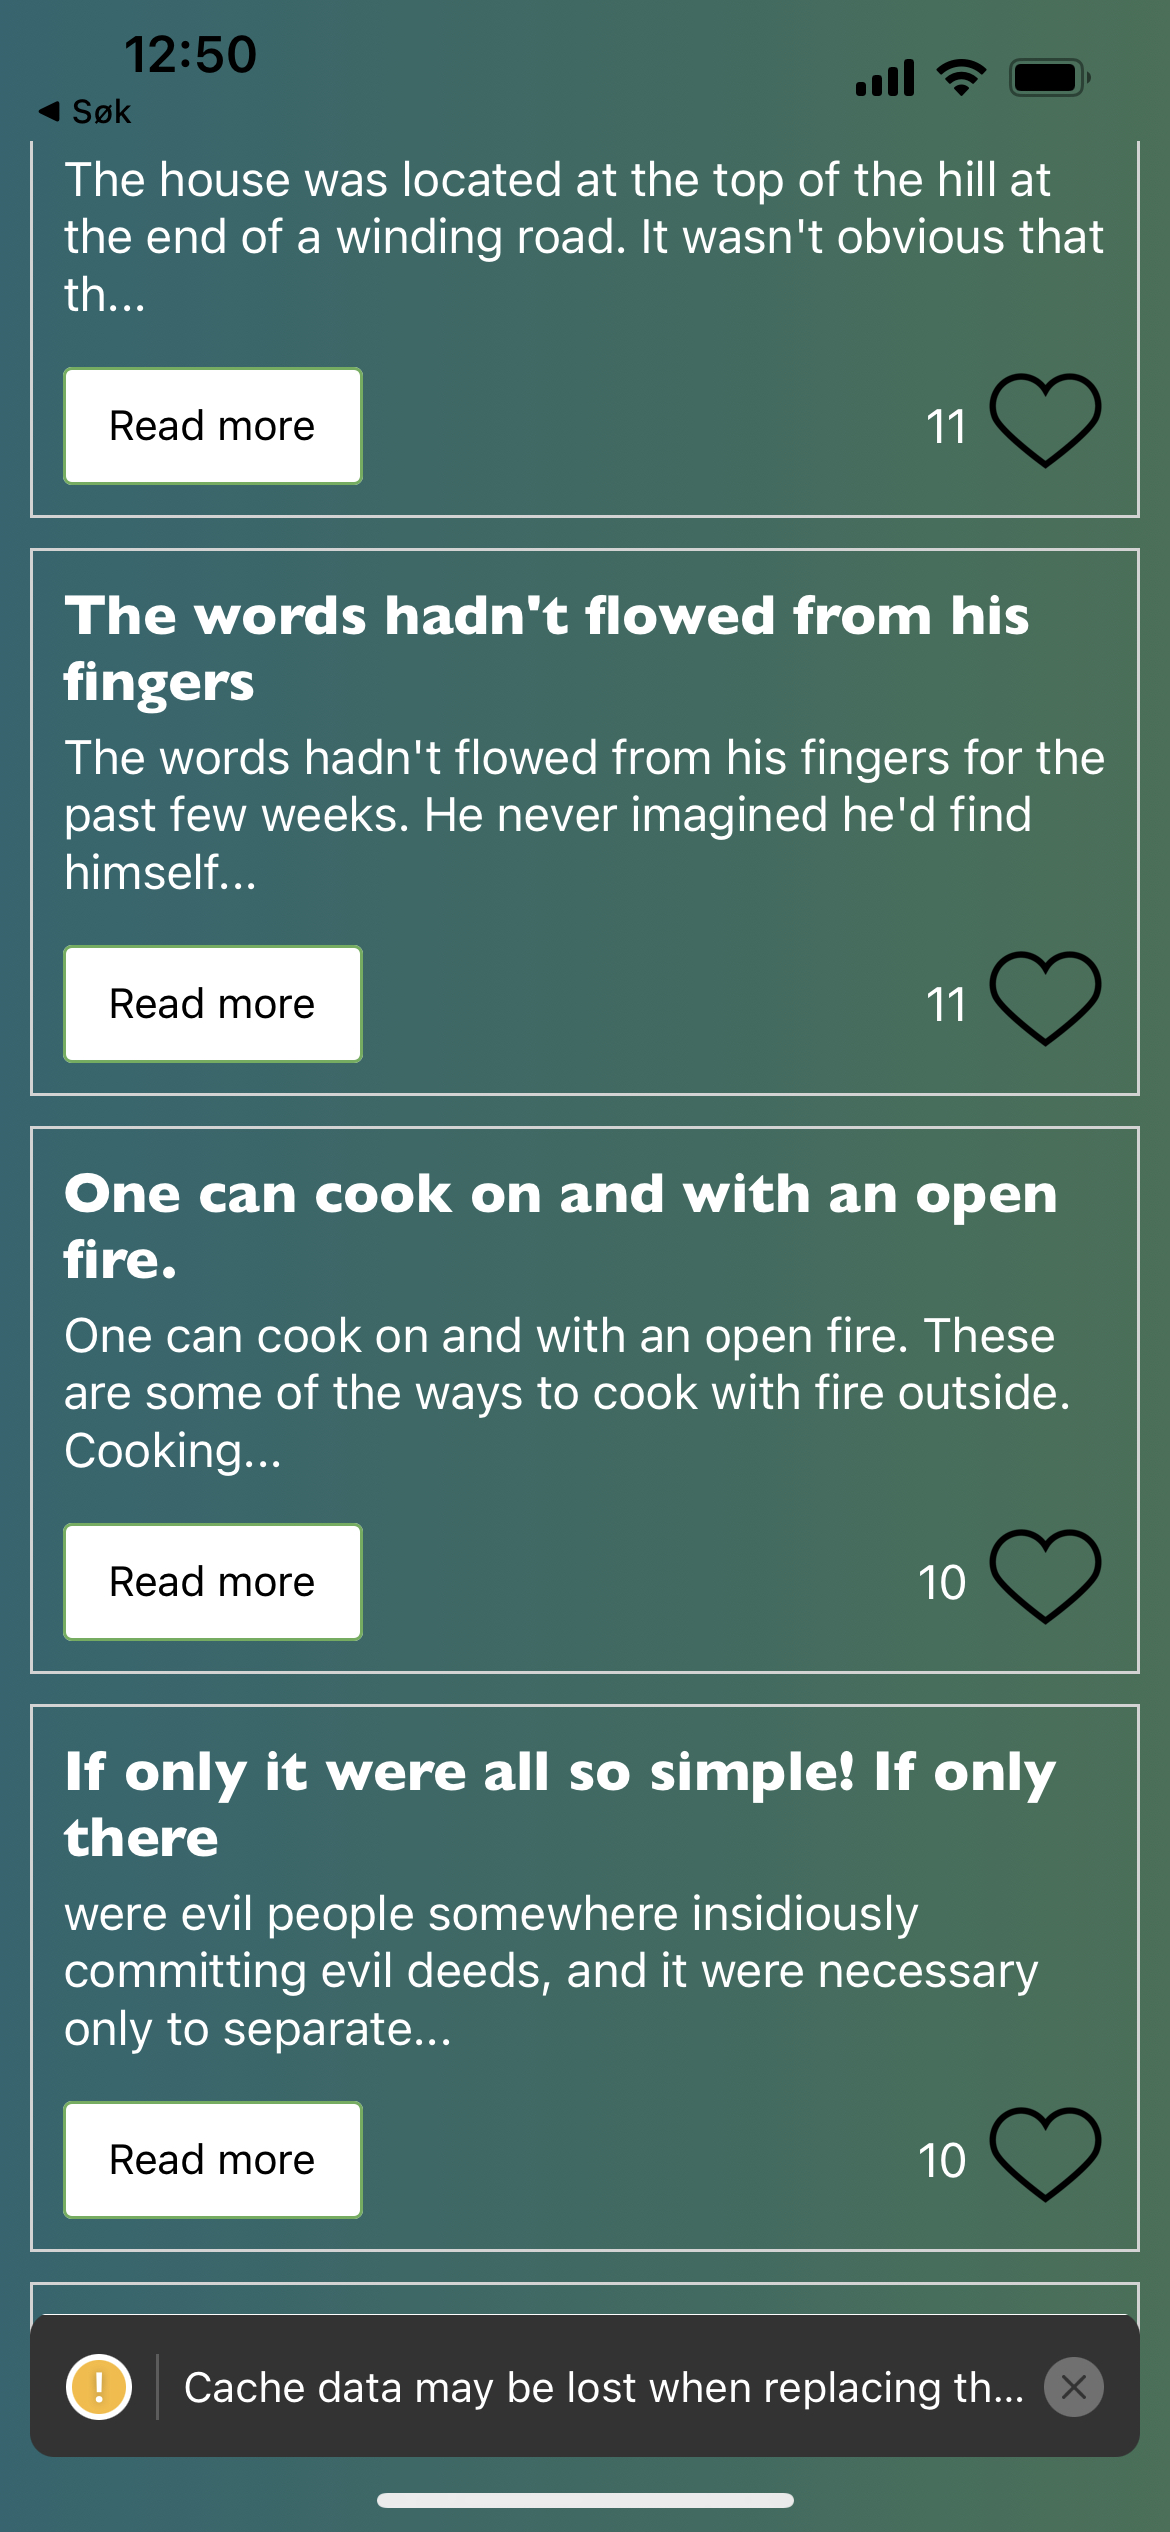 12:50
◀ Søk
The house was located at the top of the hill at
the end of a winding road. It wasn't obvious that
th...
Read more
11
The words hadn't flowed from his
fingers
The words hadn't flowed from his fingers for the
past few weeks. He never imagined he'd find
himself...
Read more
11
One can cook on and with an open
fire.
One can cook on and with an open fire. These
are some of the ways to cook with fire outside.
Cooking...
Read more
10
If only it were all so simple! If only
there
were evil people somewhere insidiously
committing evil deeds, and it were necessary
only to separate...
Read more
10
! Cache data may be lost when replacing th...